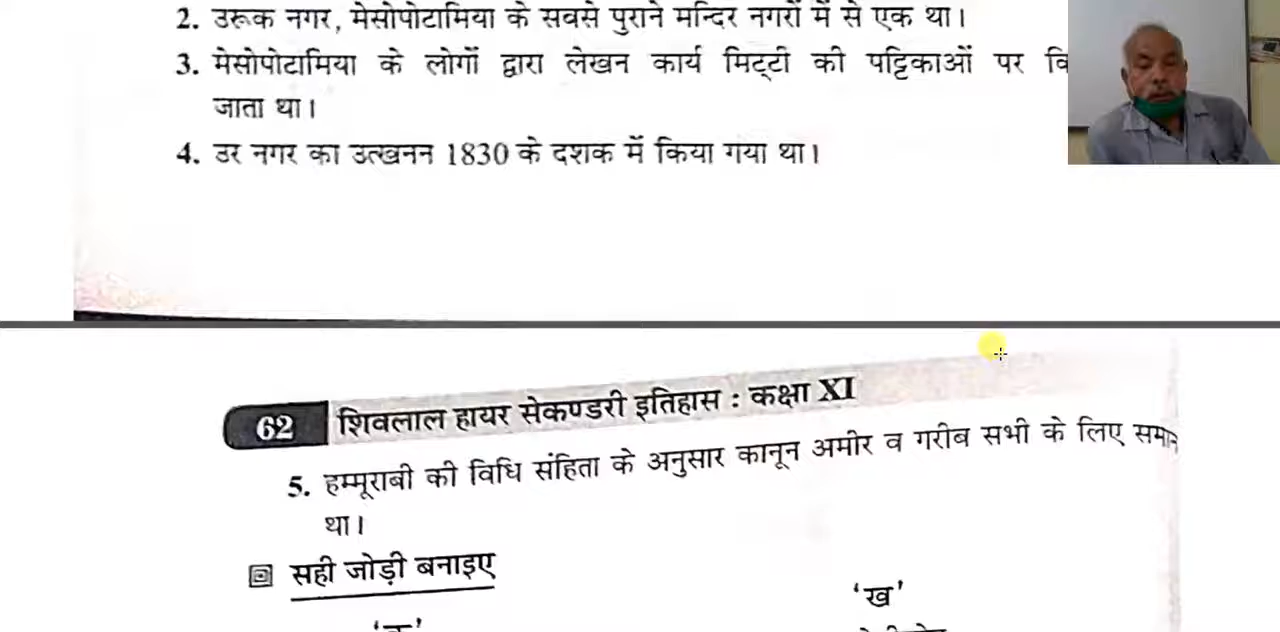 2. उरूक नगर, मेसोपोटामिया के सबसे पुराने मन्दिर नगरों में से एक था।
3. मेसोपोटामिया के लोगों द्वारा लेखन कार्य मिट्टी की पट्टिकाओं पर कि
जाता था।
4. उर नगर का उत्खनन 1830 के दशक में किया गया था।
62 शिवलाल हायर सेकण्डरी इतिहास : कक्षा XI
5. हम्मूराबी की विधि संहिता के अनुसार कानून अमीर व गरीब सभी के लिए समान
था।
सही जोड़ी बनाइए
'ख'